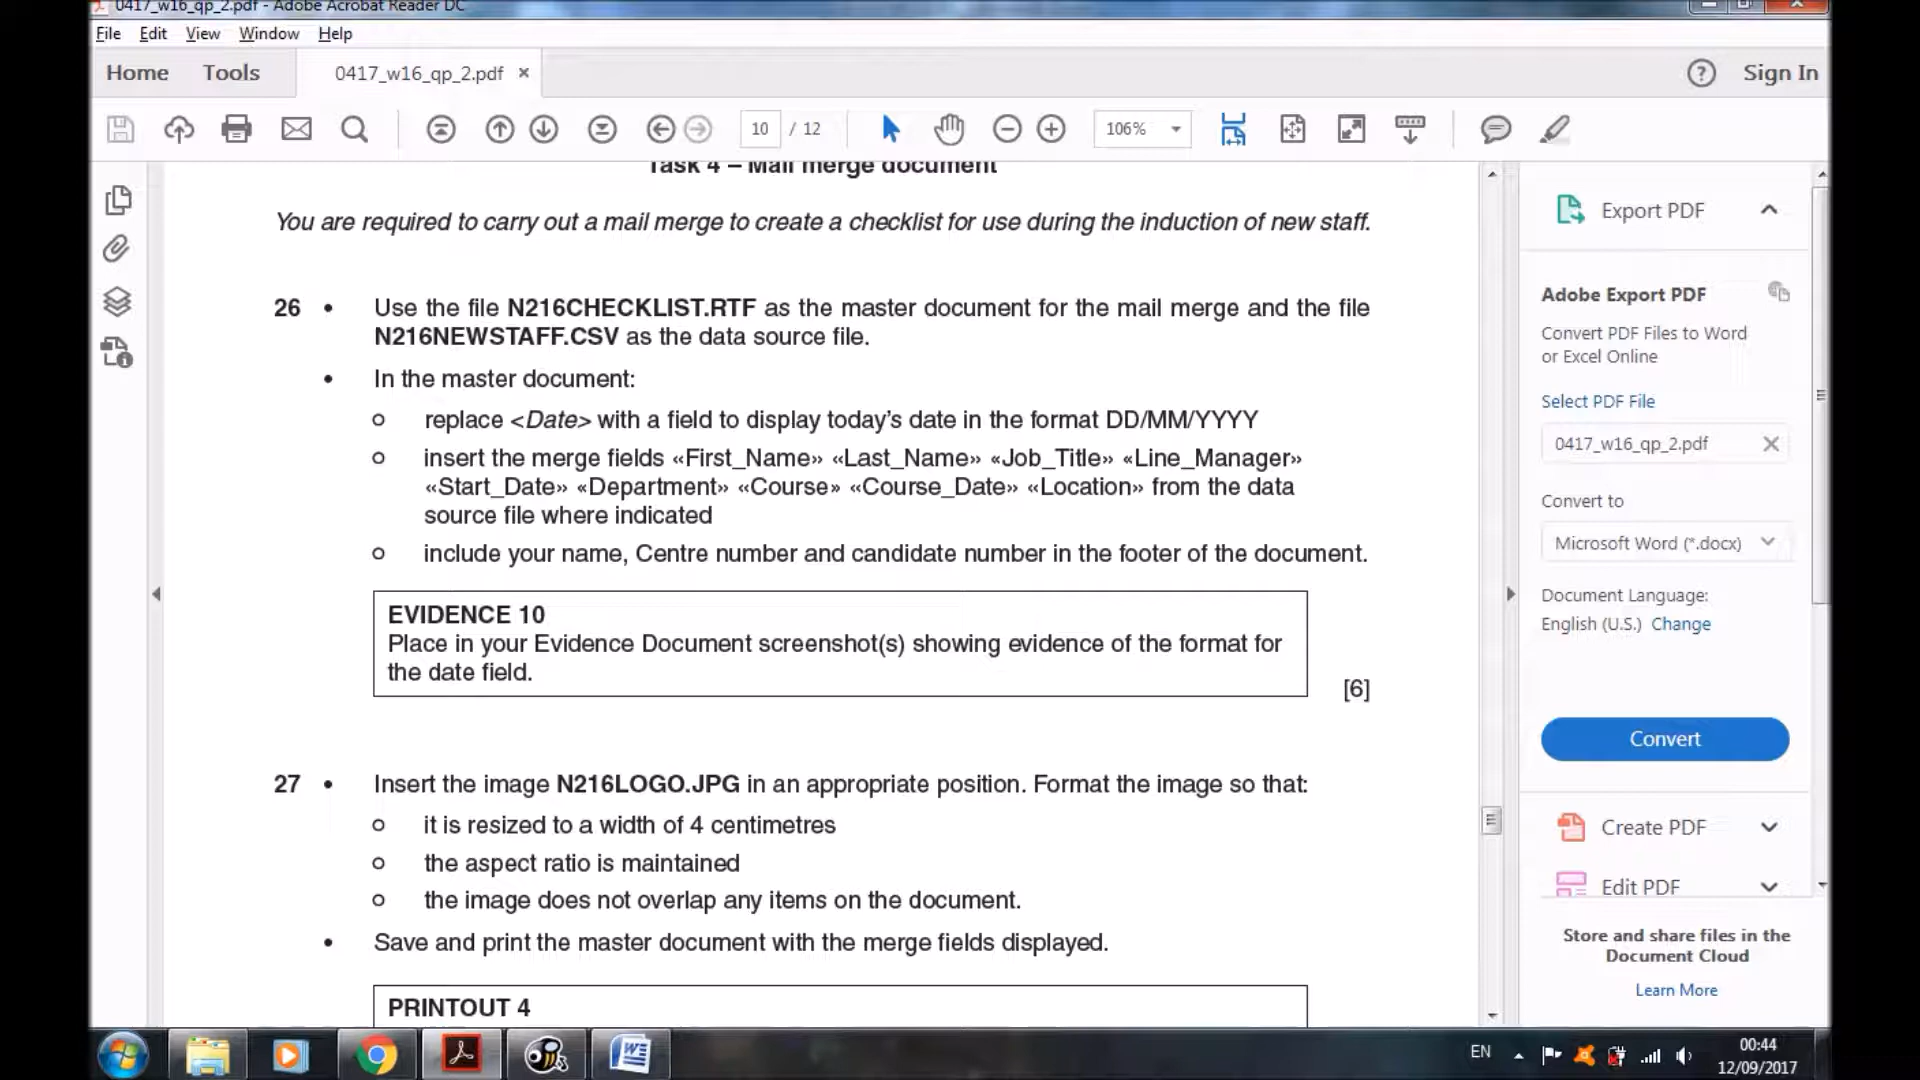 0417_w16_qp_2.pdf - Adobe Acrobat Reader DC
File Edit View Window Help
Home Tools 0417_w16_qp_2.pdf × ? Sign In
10 / 12 106%
Task 4 – Mail merge document
You are required to carry out a mail merge to create a checklist for use during the induction of new staff.
26 • Use the file N216CHECKLIST.RTF as the master document for the mail merge and the file
N216NEWSTAFF.CSV as the data source file.
• In the master document:
o replace <Date> with a field to display today's date in the format DD/MM/YYYY
o insert the merge fields «First_Name» «Last_Name» «Job_Title» «Line_Manager»
«Start_Date» «Department» «Course» «Course_Date» «Location» from the data
source file where indicated
o include your name, Centre number and candidate number in the footer of the document.
EVIDENCE 10
Place in your Evidence Document screenshot(s) showing evidence of the format for
the date field.
[6]
27 • Insert the image N216LOGO.JPG in an appropriate position. Format the image so that:
o it is resized to a width of 4 centimetres
o the aspect ratio is maintained
o the image does not overlap any items on the document.
• Save and print the master document with the merge fields displayed.
PRINTOUT 4
Export PDF
Adobe Export PDF
Convert PDF Files to Word
or Excel Online
Select PDF File
0417_w16_qp_2.pdf
Convert to
Microsoft Word (*.docx)
Document Language:
English (U.S.) Change
Convert
Create PDF
Edit PDF
Store and share files in the
Document Cloud
Learn More
EN
00:44
12/09/2017